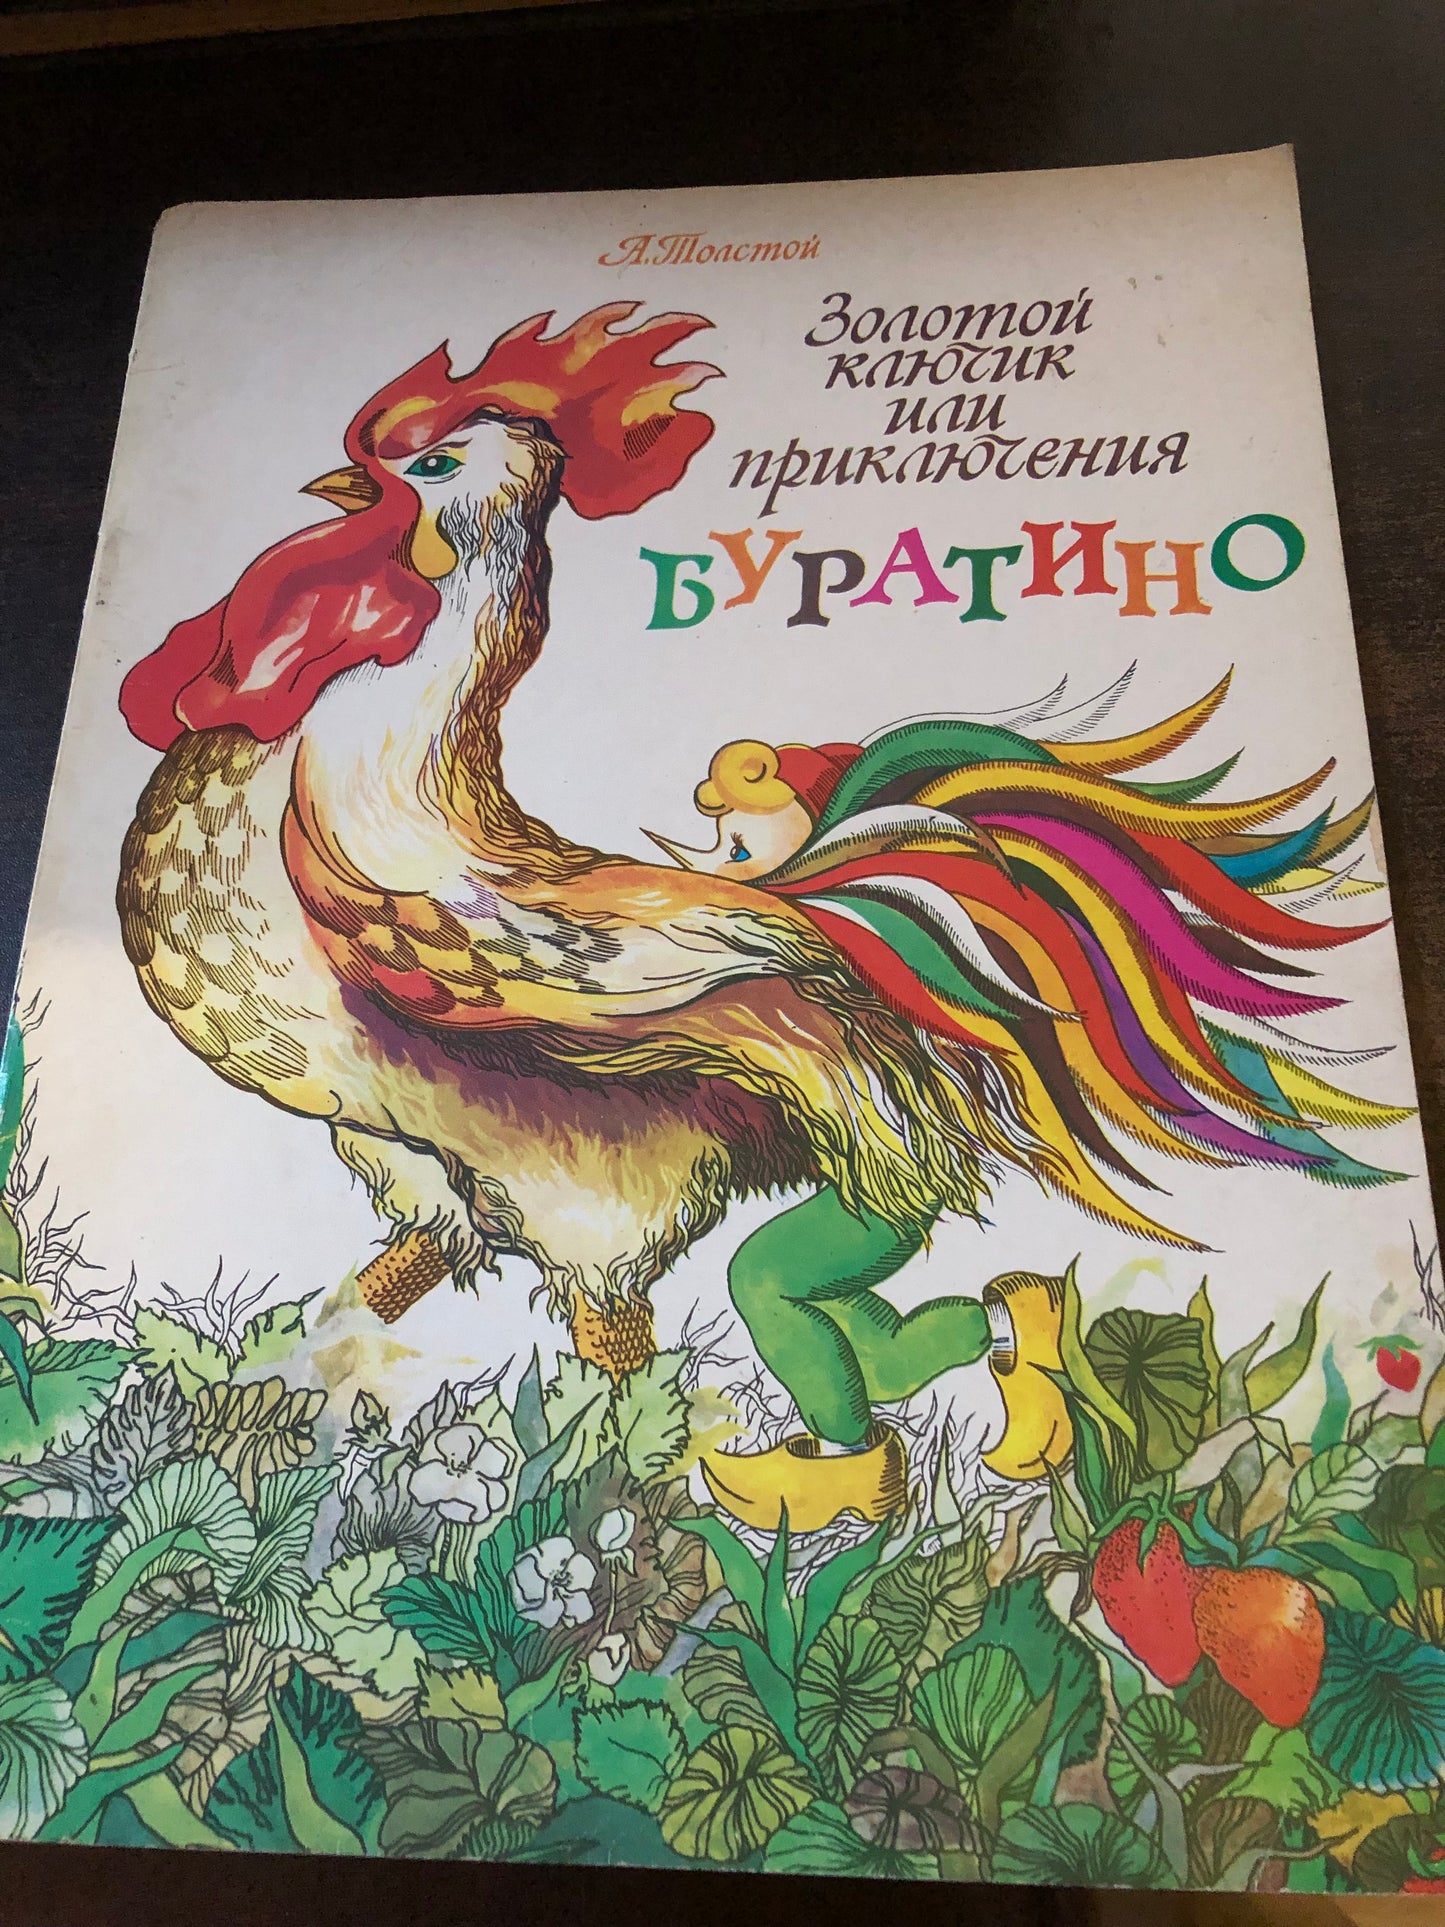 А. Толстой
Золотой
ключик
или
приключения
БУРАТИНО